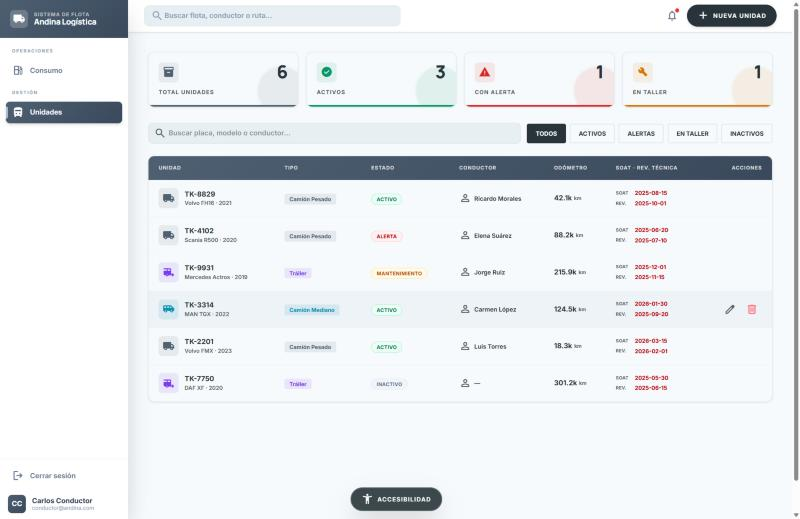 SISTEMA DE FLOTA
Andina Logística
Buscar flota, conductor o ruta...
NUEVA UNIDAD
OPERACIONES
Consumo
GESTIÓN
Unidades
6
TOTAL UNIDADES
3
ACTIVOS
1
CON ALERTA
1
EN TALLER
Buscar placa, modelo o conductor...
TODOS ACTIVOS ALERTAS EN TALLER INACTIVOS
UNIDAD TIPO ESTADO CONDUCTOR ODÓMETRO SOAT · REV. TÉCNICA ACCIONES
TK-8829
Volvo FH16 · 2021
Camión Pesado
ACTIVO
Ricardo Morales
42.1k km
SOAT 2025-08-15
REV. 2025-10-01
TK-4102
Scania R500 · 2020
Camión Pesado
ALERTA
Elena Suárez
88.2k km
SOAT 2025-06-20
REV. 2025-07-10
TK-9931
Mercedes Actros · 2019
Tráiler
MANTENIMIENTO
Jorge Ruiz
215.9k km
SOAT 2025-12-01
REV. 2025-11-15
TK-3314
MAN TGX · 2022
Camión Mediano
ACTIVO
Carmen López
124.5k km
SOAT 2026-01-30
REV. 2025-09-20
TK-2201
Volvo FMX · 2023
Camión Pesado
ACTIVO
Luis Torres
18.3k km
SOAT 2026-03-15
REV. 2026-02-01
TK-7750
DAF XF · 2020
Tráiler
INACTIVO
—
301.2k km
SOAT 2025-05-30
REV. 2025-06-15
Cerrar sesión
CC
Carlos Conductor
conductor@andina.com
ACCESIBILIDAD